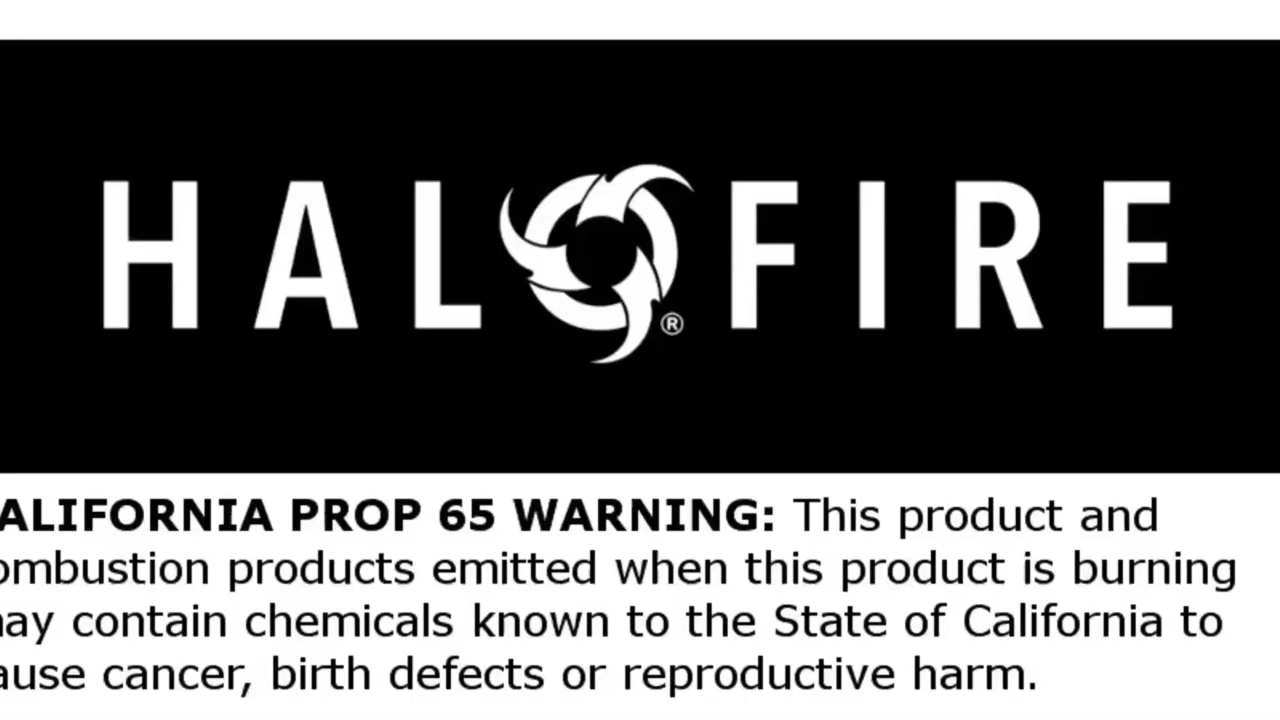 HALOFIRE®
ALIFORNIA PROP 65 WARNING: This product and
ombustion products emitted when this product is burning
ay contain chemicals known to the State of California to
ause cancer, birth defects or reproductive harm.